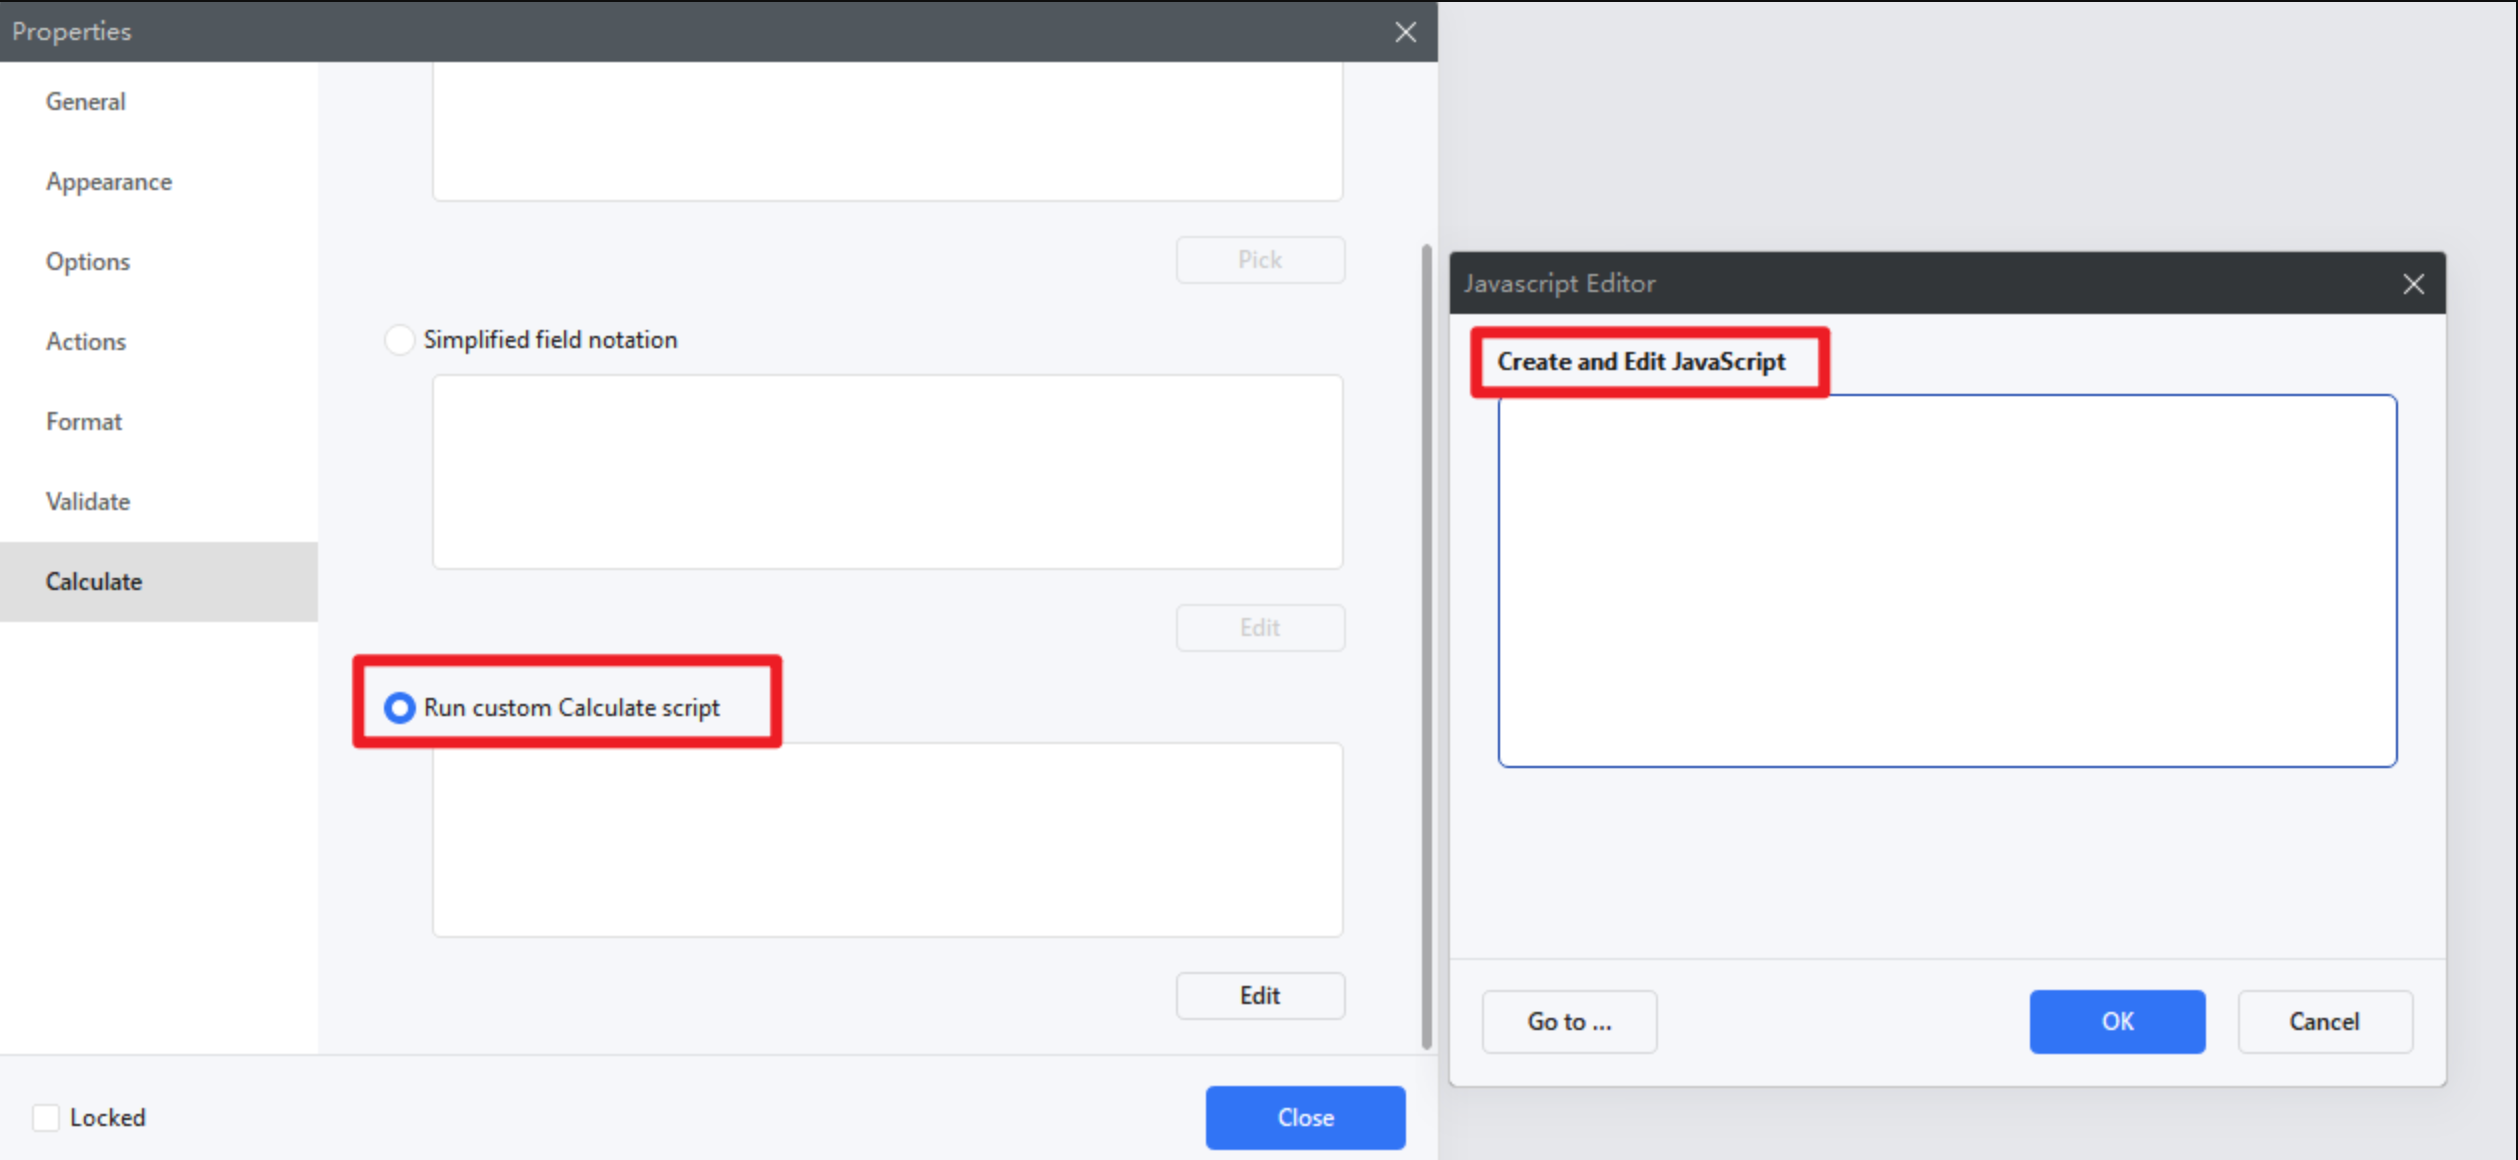 Properties
General
Appearance
Options
Actions
Format
Validate
Calculate
Pick
Simplified field notation
Edit
Run custom Calculate script
Edit
Locked
Close
Javascript Editor
Create and Edit JavaScript
Go to ...
OK
Cancel